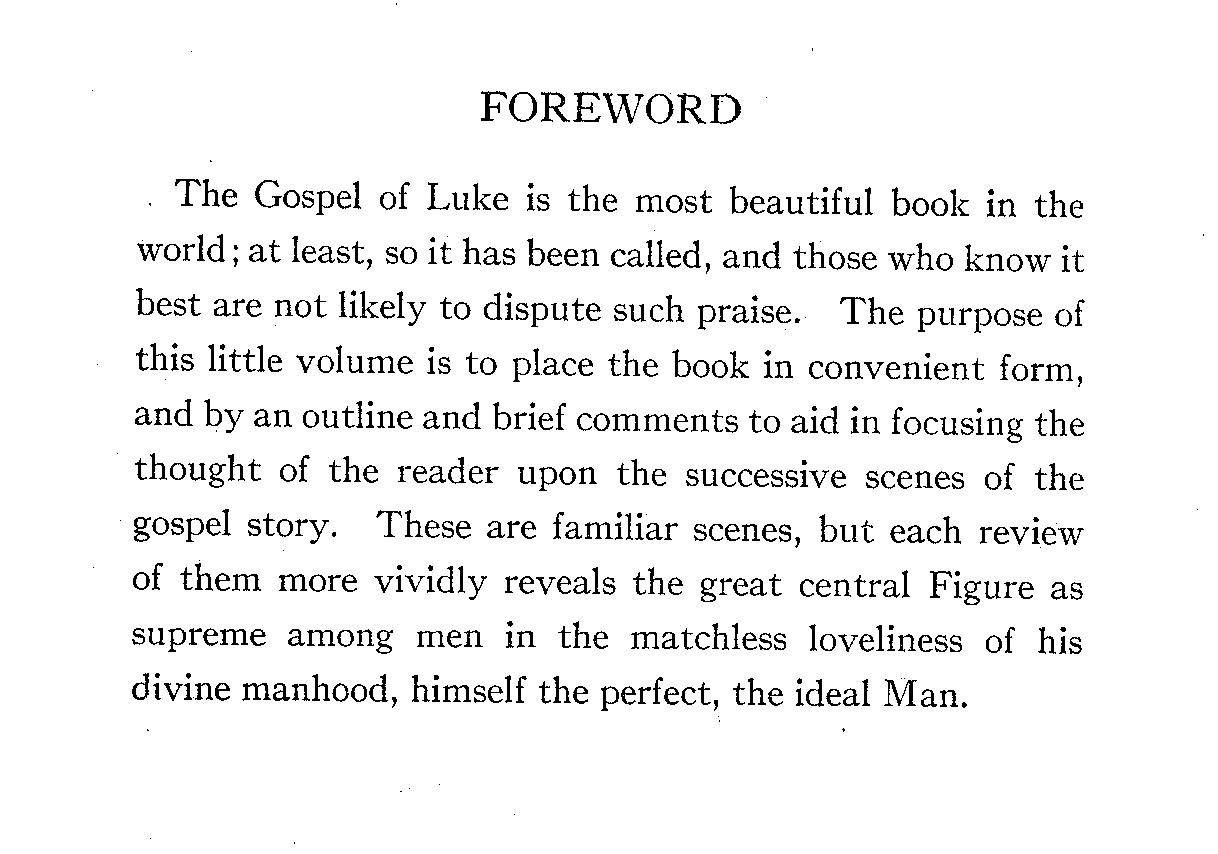 FOREWORD
The Gospel of Luke is the most beautiful book in the
world; at least, so it has been called, and those who know it
best are not likely to dispute such praise. The purpose of
this little volume is to place the book in convenient form,
and by an outline and brief comments to aid in focusing the
thought of the reader upon the successive scenes of the
gospel story. These are familiar scenes, but each review
of them more vividly reveals the great central Figure as
supreme among men in the matchless loveliness of his
divine manhood, himself the perfect, the ideal Man.